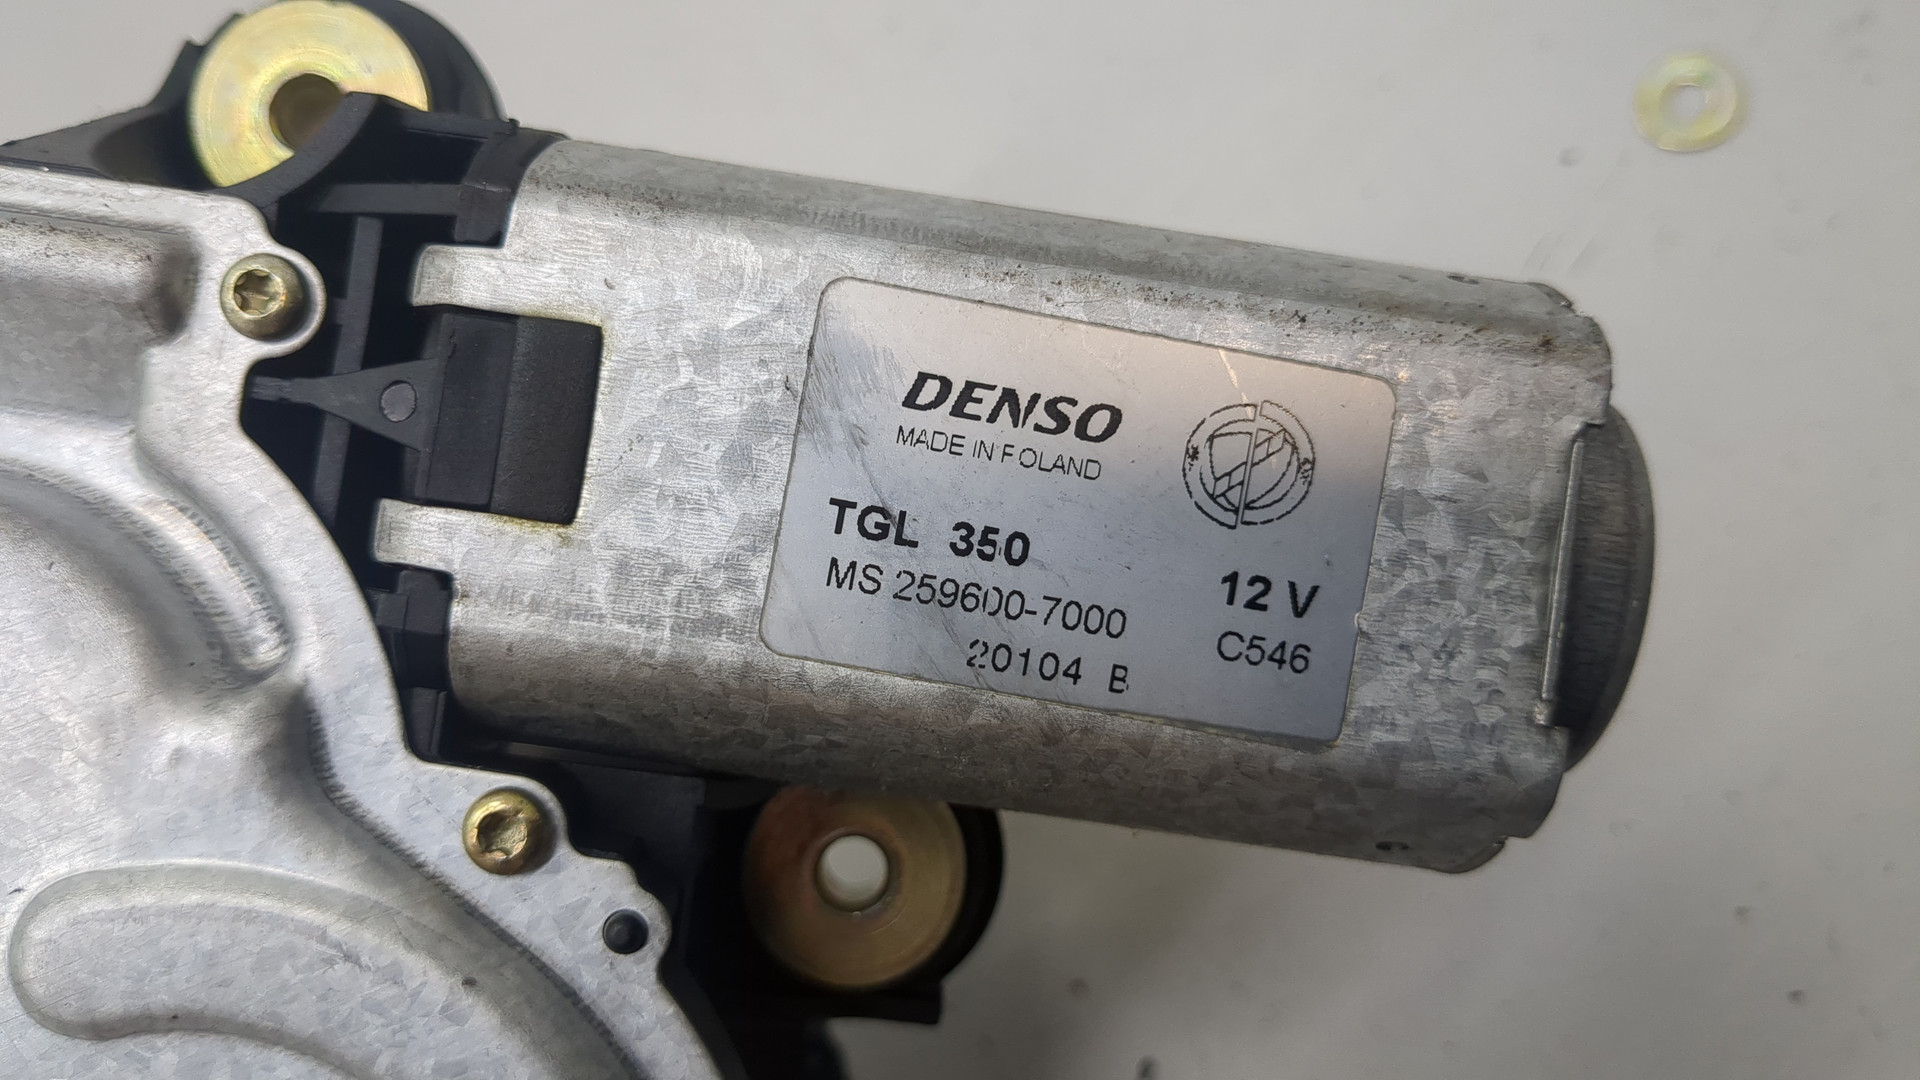 DENSO
MADE IN POLAND
TGL 350
MS 259600-7000
20104 B
12 V
C546